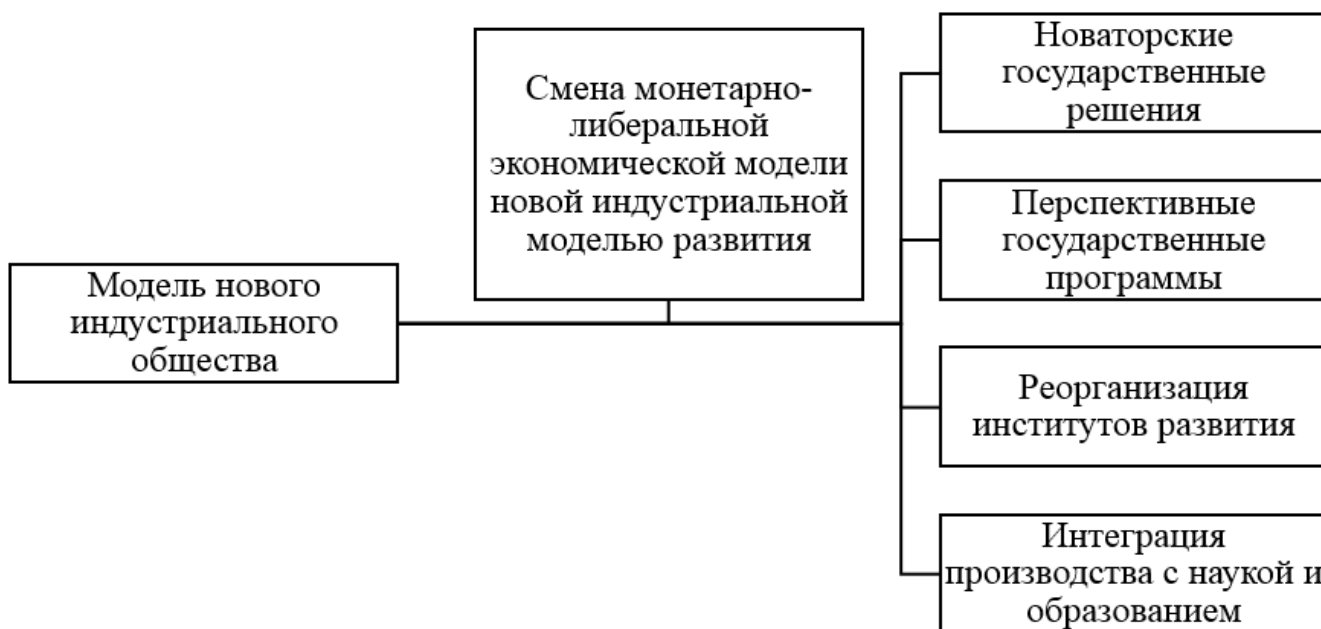 Модель нового
индустриального
общества
Смена монетарно-
либеральной
экономической модели
новой индустриальной
моделью развития
Новаторские
государственные
решения
Перспективные
государственные
программы
Реорганизация
институтов развития
Интеграция
производства с наукой и
образованием